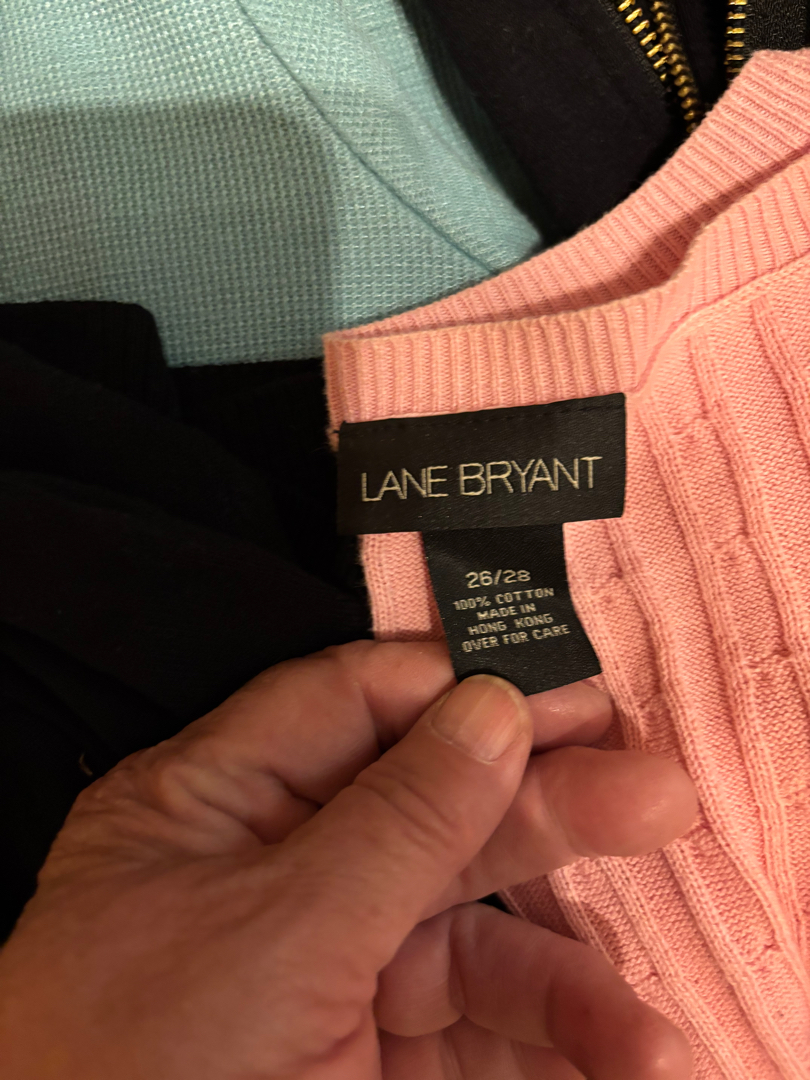 LANE BRYANT
26/28
100% COTTON
MADE IN
HONG KONG
OVER FOR CARE